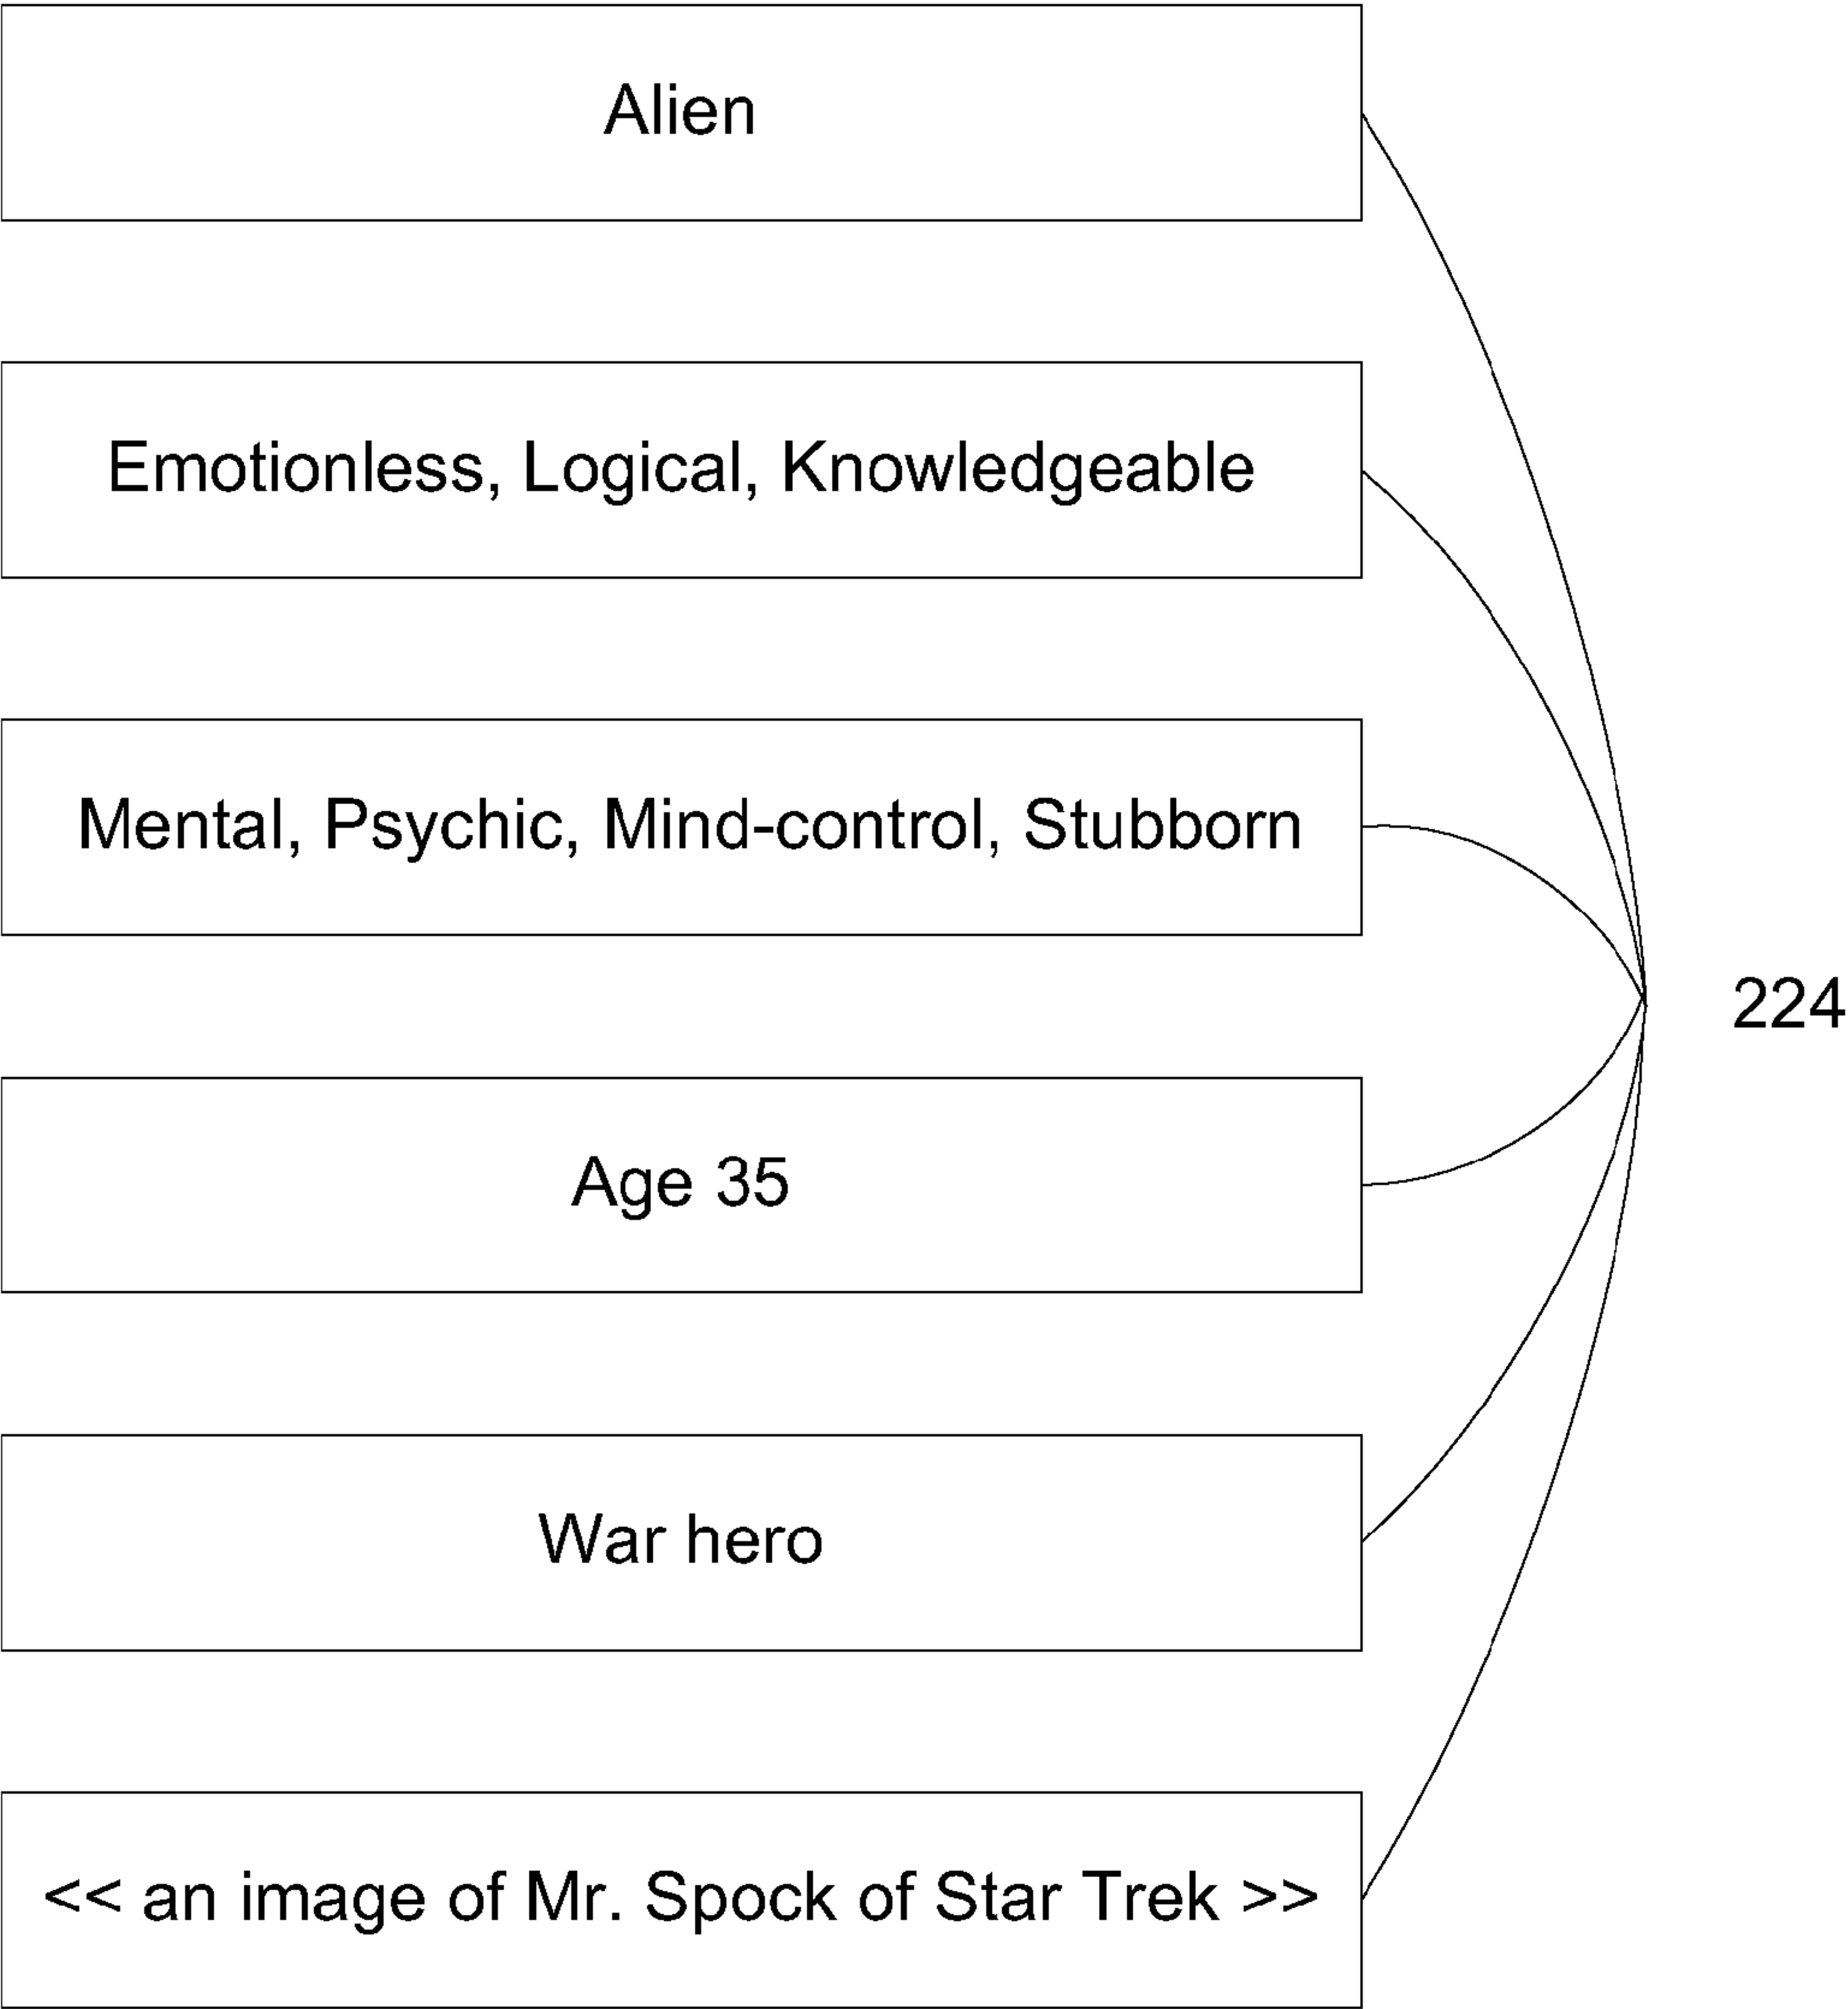 Alien
Emotionless, Logical, Knowledgeable
Mental, Psychic, Mind-control, Stubborn
224
Age 35
War hero
<< an image of Mr. Spock of Star Trek >>